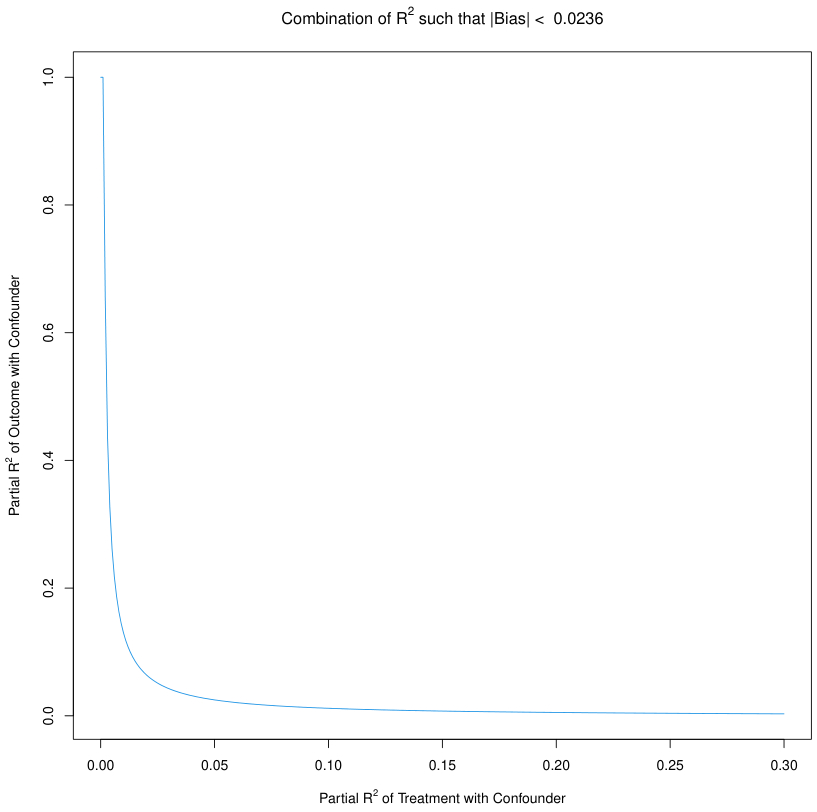 Combination of R² such that |Bias| < 0.0236
Partial R² of Outcome with Confounder
1.0
0.8
0.6
0.4
0.2
0.0
0.00 0.05 0.10 0.15 0.20 0.25 0.30
Partial R² of Treatment with Confounder